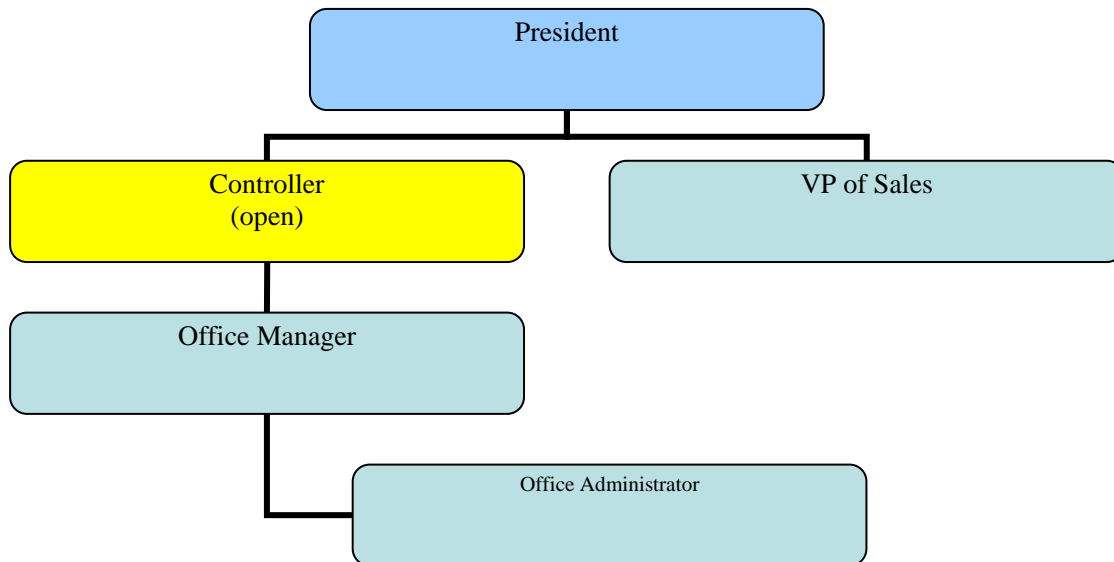 President
Controller
(open)
VP of Sales
Office Manager
Office Administrator